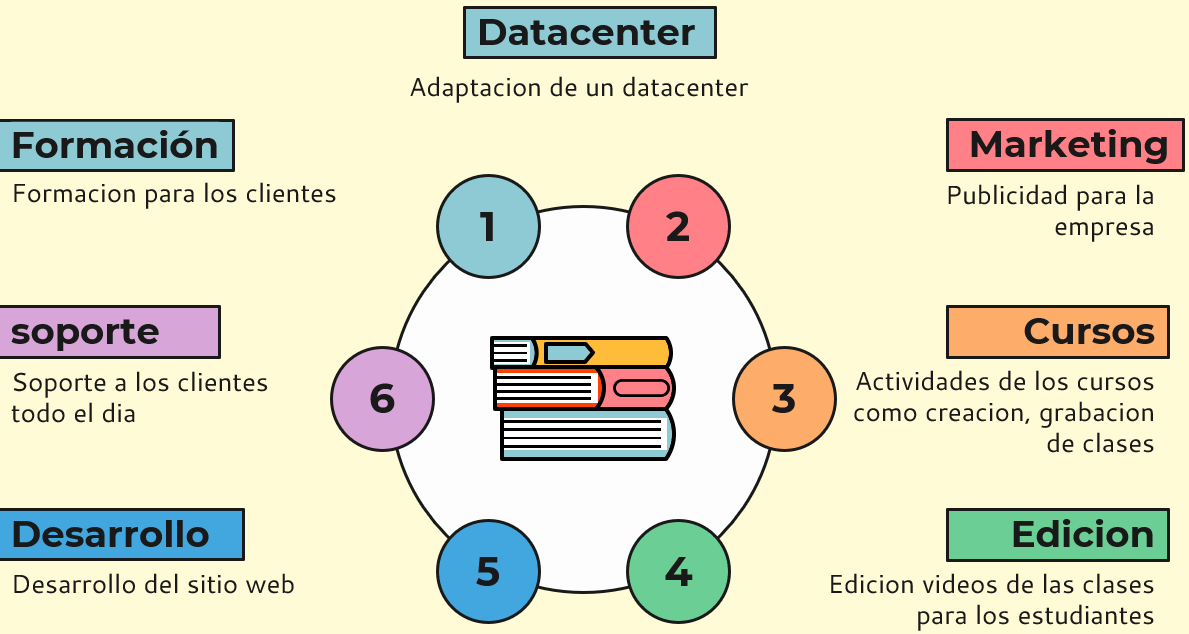 Datacenter
Adaptacion de un datacenter
Formación
Formacion para los clientes
Marketing
Publicidad para la
empresa
1
2
soporte
Soporte a los clientes
todo el dia
6
3
Cursos
Actividades de los cursos
como creacion, grabacion
de clases
Desarrollo
Desarrollo del sitio web
5
4
Edicion
Edicion videos de las clases
para los estudiantes